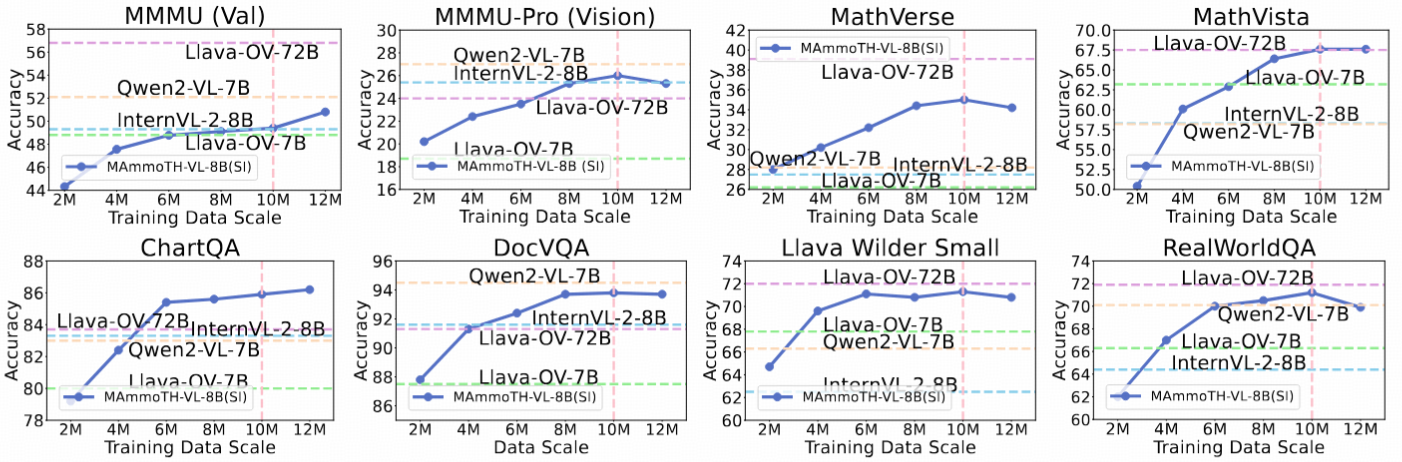 MMMU (Val)
Accuracy
58
56
54
52
50
48
46
44
Llava-OV-72B
Qwen2-VL-7B
InternVL-2-8B
Llava-OV-7B
MAmmoTH-VL-8B(SI)
2M 4M 6M 8M 10M 12M
Training Data Scale
MMMU-Pro (Vision)
Accuracy
30
28
26
24
22
20
18
16
Qwen2-VL-7B
InternVL-2-8B
Llava-OV-72B
Llava-OV-7B
MAmmoTH-VL-8B (SI)
2M 4M 6M 8M 10M 12M
Training Data Scale
MathVerse
Accuracy
42
40
38
36
34
32
30
28
26
MAmmoTH-VL-8B(SI)
Llava-OV-72B
Qwen2-VL-7B
InternVL-2-8B
Llava-OV-7B
2M 4M 6M 8M 10M 12M
Training Data Scale
MathVista
Accuracy
70.0
67.5
65.0
62.5
60.0
57.5
55.0
52.5
50.0
Llava-OV-72B
Llava-OV-7B
InternVL-2-8B
Qwen2-VL-7B
MAmmoTH-VL-8B(SI)
2M 4M 6M 8M 10M 12M
Training Data Scale
ChartQA
Accuracy
88
86
84
82
80
78
Llava-OV-72B
InternVL-2-8B
Qwen2-VL-7B
Llava-OV-7B
MAmmoTH-VL-8B(SI)
2M 4M 6M 8M 10M 12M
Training Data Scale
DocVQA
Accuracy
96
94
92
90
88
86
Qwen2-VL-7B
InternVL-2-8B
Llava-OV-72B
Llava-OV-7B
MAmmoTH-VL-8B(SI)
2M 4M 6M 8M 10M 12M
Data Scale
Llava Wilder Small
Accuracy
74
72
70
68
66
64
62
60
Llava-OV-72B
Llava-OV-7B
Qwen2-VL-7B
InternVL-2-8B
MAmmoTH-VL-8B(SI)
2M 4M 6M 8M 10M 12M
Training Data Scale
RealWorldQA
Accuracy
74
72
70
68
66
64
62
60
Llava-OV-72B
Qwen2-VL-7B
Llava-OV-7B
InternVL-2-8B
MAmmoTH-VL-8B(SI)
2M 4M 6M 8M 10M 12M
Training Data Scale